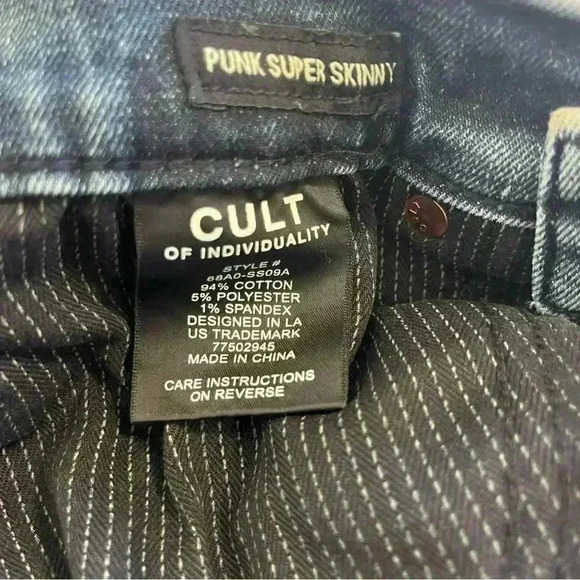 PUNK SUPER SKINNY
CULT
OF INDIVIDUALITY
STYLE #
68A0-SS09A
94% COTTON
5% POLYESTER
1% SPANDEX
DESIGNED IN LA
US TRADEMARK
77502945
MADE IN CHINA
CARE INSTRUCTIONS
ON REVERSE